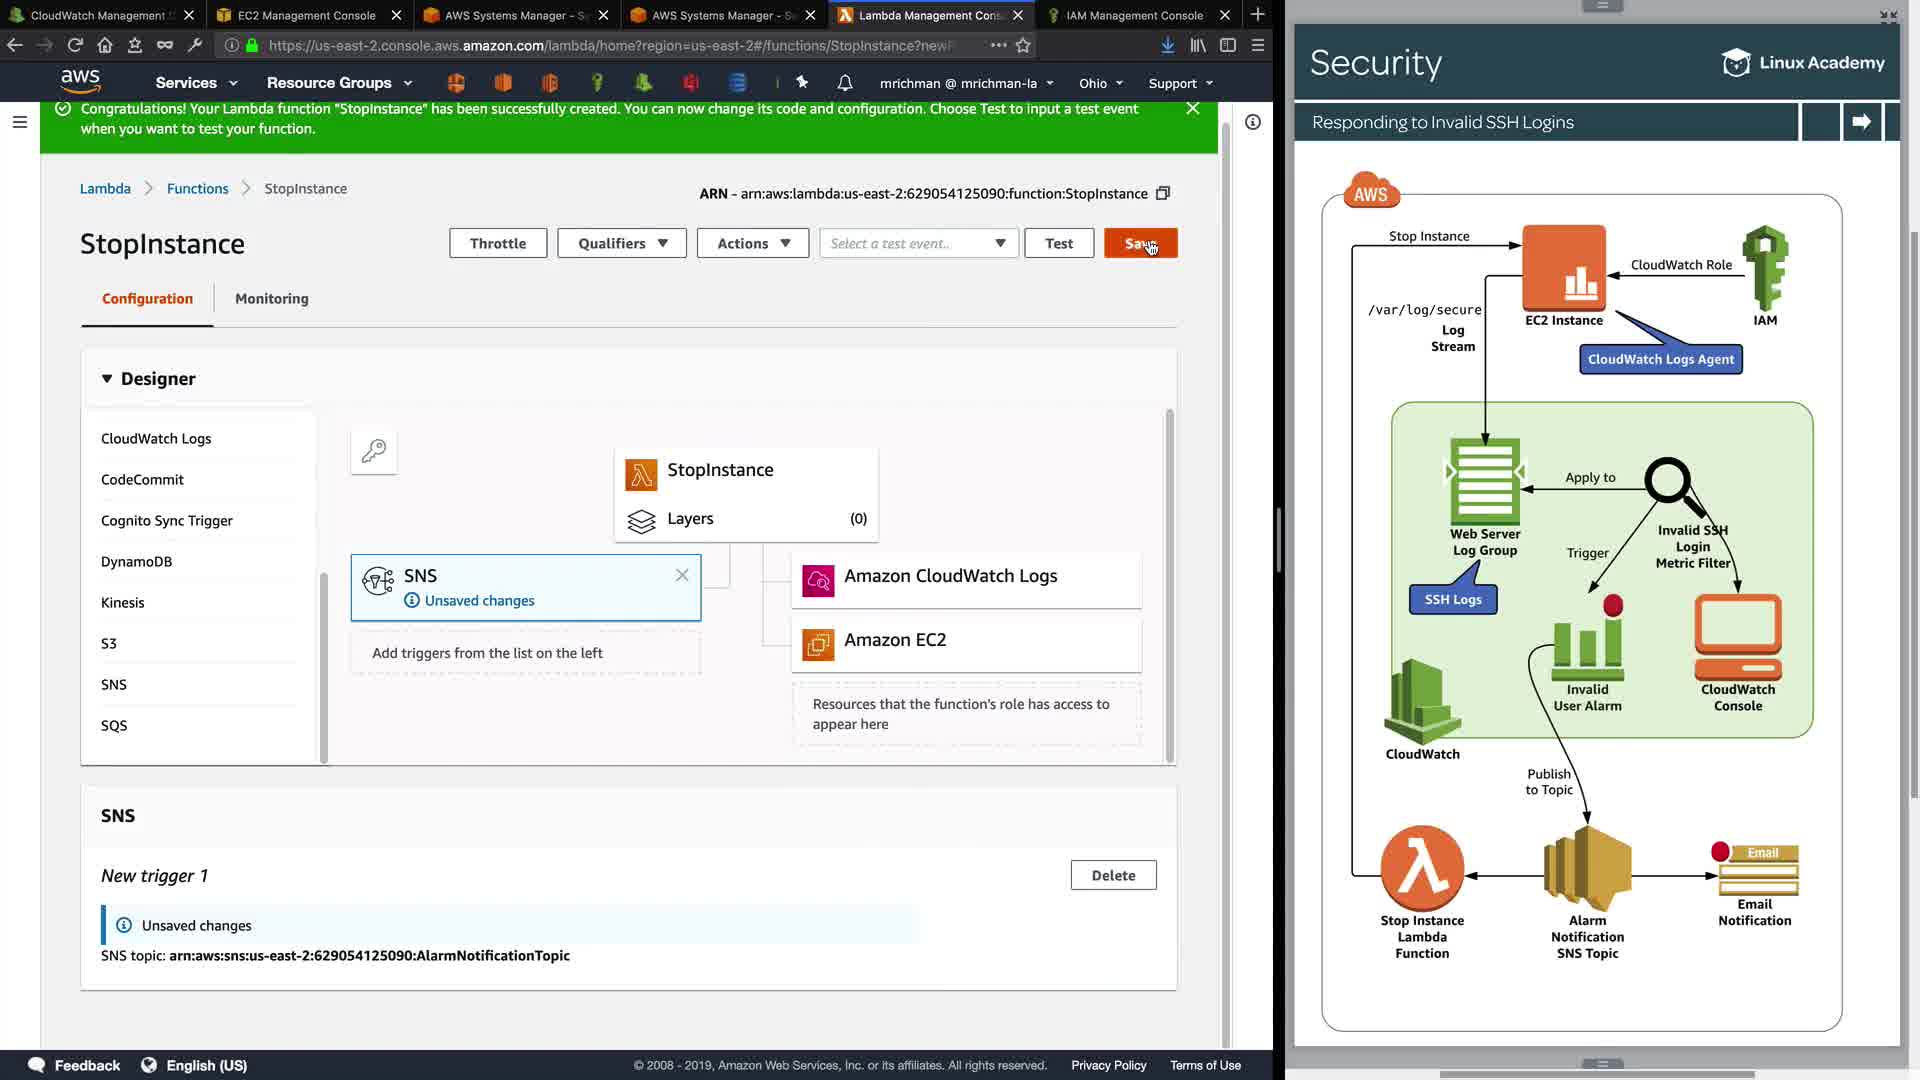 CloudWatch Management
EC2 Management Console
AWS Systems Manager - S
AWS Systems Manager - S
Lambda Management Con
IAM Management Console
https://us-east-2.console.aws.amazon.com/lambda/home?region=us-east-2#/functions/StopInstance?newF
aws
Services
Resource Groups
mrichman @ mrichman-la
Ohio
Support
Congratulations! Your Lambda function "StopInstance" has been successfully created. You can now change its code and configuration. Choose Test to input a test event
when you want to test your function.
Lambda
Functions
StopInstance
ARN - arn:aws:lambda:us-east-2:629054125090:function:StopInstance
StopInstance
Throttle
Qualifiers
Actions
Select a test event..
Test
Save
Configuration
Monitoring
Designer
CloudWatch Logs
CodeCommit
Cognito Sync Trigger
DynamoDB
Kinesis
S3
SNS
SQS
StopInstance
Layers
(0)
SNS
Unsaved changes
Add triggers from the list on the left
Amazon CloudWatch Logs
Amazon EC2
Resources that the function's role has access to
appear here
SNS
New trigger 1
Delete
Unsaved changes
SNS topic: arn:aws:sns:us-east-2:629054125090:AlarmNotificationTopic
Feedback
English (US)
© 2008 - 2019, Amazon Web Services, Inc. or its affiliates. All rights reserved.
Privacy Policy
Terms of Use
Security
Linux Academy
Responding to Invalid SSH Logins
AWS
Stop Instance
CloudWatch Role
/var/log/secure
Log
Stream
EC2 Instance
IAM
CloudWatch Logs Agent
Apply to
Web Server
Log Group
Invalid SSH
Login
Metric Filter
Trigger
SSH Logs
Invalid
User Alarm
CloudWatch
Console
CloudWatch
Publish
to Topic
Email
Stop Instance
Lambda
Function
Alarm
Notification
SNS Topic
Email
Notification